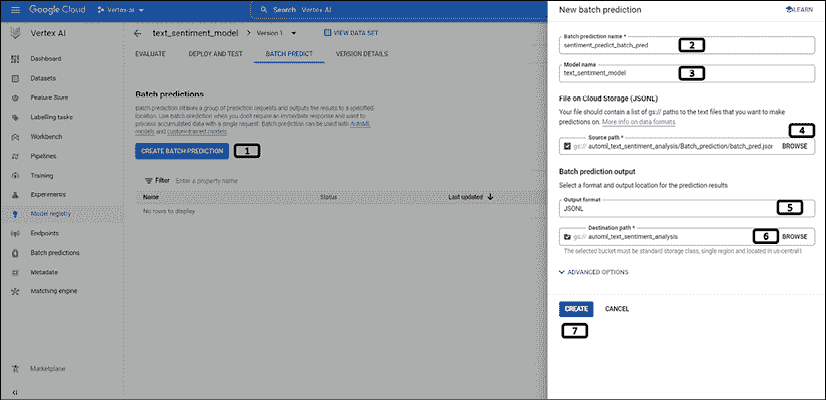 Google Cloud
Vertex-ai
Search Vertex AI
Vertex AI
text_sentiment_model
Version 1
VIEW DATA SET
EVALUATE
DEPLOY AND TEST
BATCH PREDICT
VERSION DETAILS
Dashboard
Datasets
Feature Store
Labelling tasks
Workbench
Pipelines
Training
Experiments
Model registry
Endpoints
Batch predictions
Metadata
Matching engine
Marketplace
Batch predictions
Batch prediction intakes a group of prediction requests and outputs the results to a specified
location. Use batch prediction when you don't require an immediate response and want to
process accumulated data with a single request. Batch prediction can be used with AutoML
models and custom-trained models.
CREATE BATCH PREDICTION
1
Filter Enter a property name
Name
Status
Last updated
No rows to display
New batch prediction
LEARN
Batch prediction name *
sentiment_predict_batch_pred
2
Model name
text_sentiment_model
3
File on Cloud Storage (JSONL)
Your file should contain a list of gs:// paths to the text files that you want to make
predictions on. More info on data formats
4
Source path *
gs:// automl_text_sentiment_analysis/Batch_prediction/batch_pred.jsor
BROWSE
Batch prediction output
Select a format and output location for the prediction results
Output format
JSONL
5
Destination path *
gs:// automl_text_sentiment_analysis
6
BROWSE
The selected bucket must be standard storage class, single region and located in us-central1
ADVANCED OPTIONS
CREATE
CANCEL
7